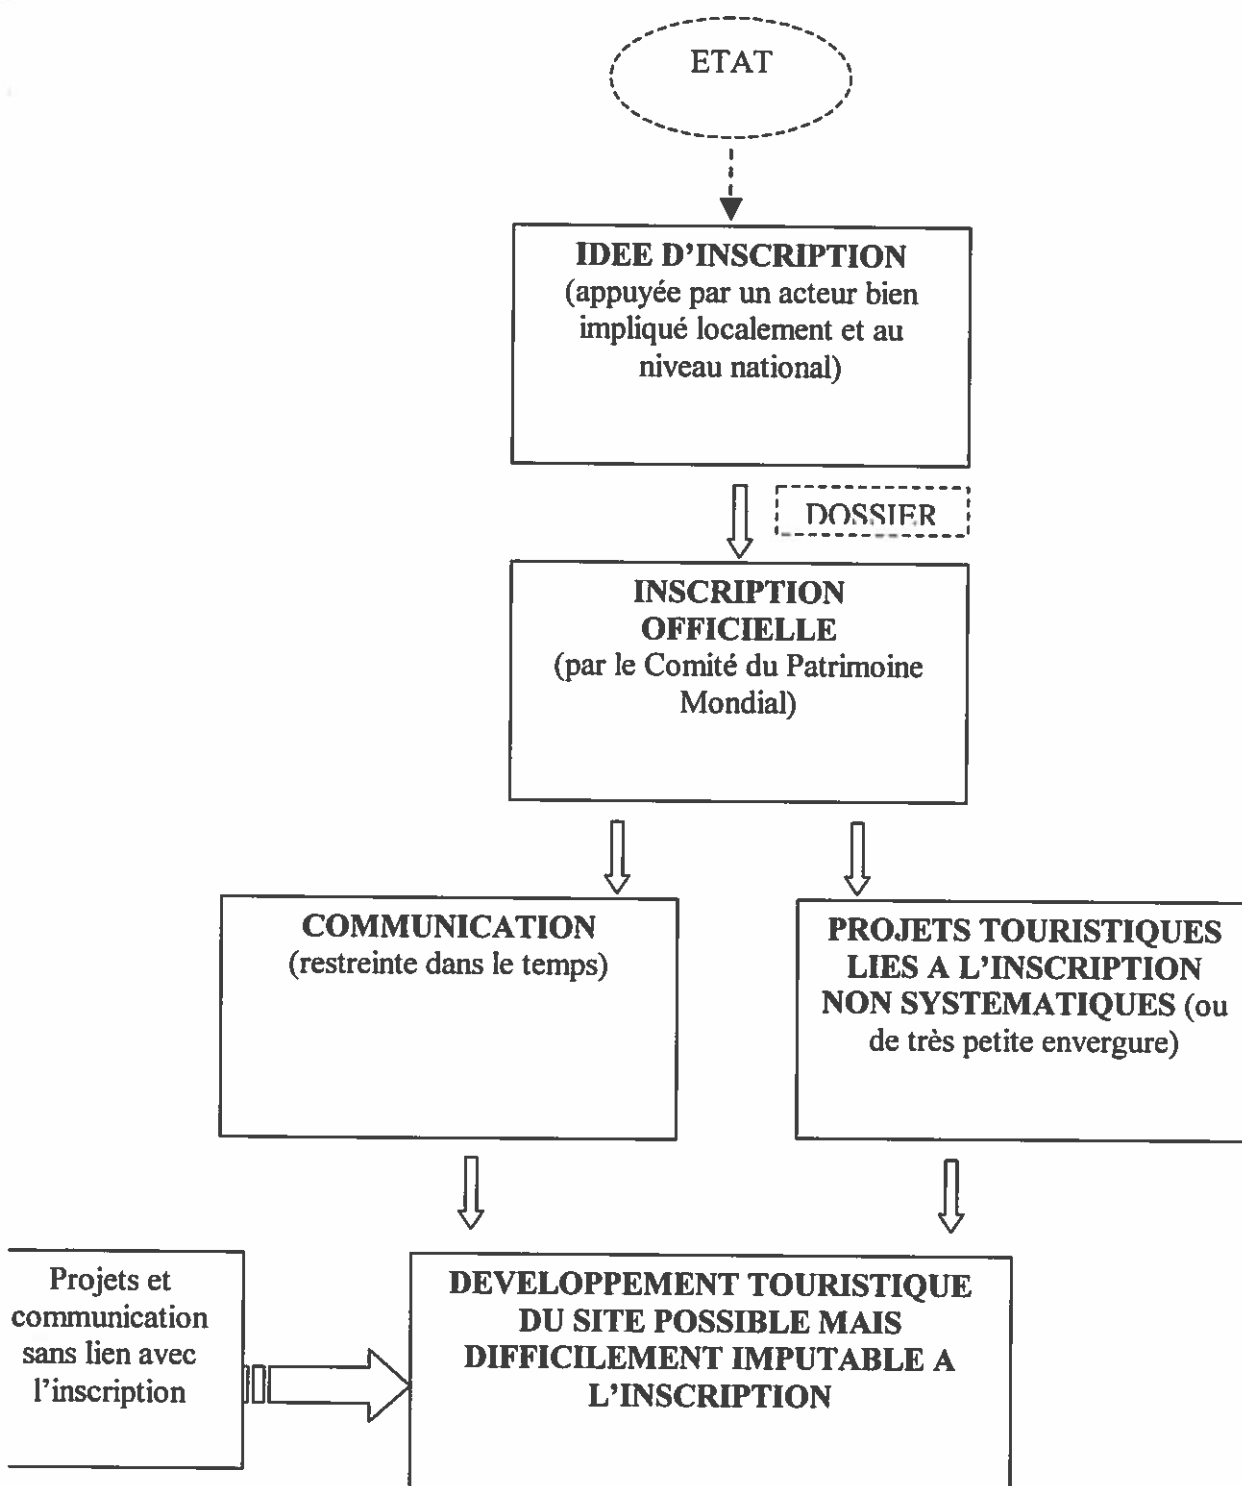 ETAT
IDEE D'INSCRIPTION
(appuyée par un acteur bien
impliqué localement et au
niveau national)
DOSSIER
INSCRIPTION
OFFICIELLE
(par le Comité du Patrimoine
Mondial)
COMMUNICATION
(restreinte dans le temps)
PROJETS TOURISTIQUES
LIES A L'INSCRIPTION
NON SYSTEMATIQUES (ou
de très petite envergure)
Projets et
communication
sans lien avec
l'inscription
DEVELOPPEMENT TOURISTIQUE
DU SITE POSSIBLE MAIS
DIFFICILEMENT IMPUTABLE A
L'INSCRIPTION